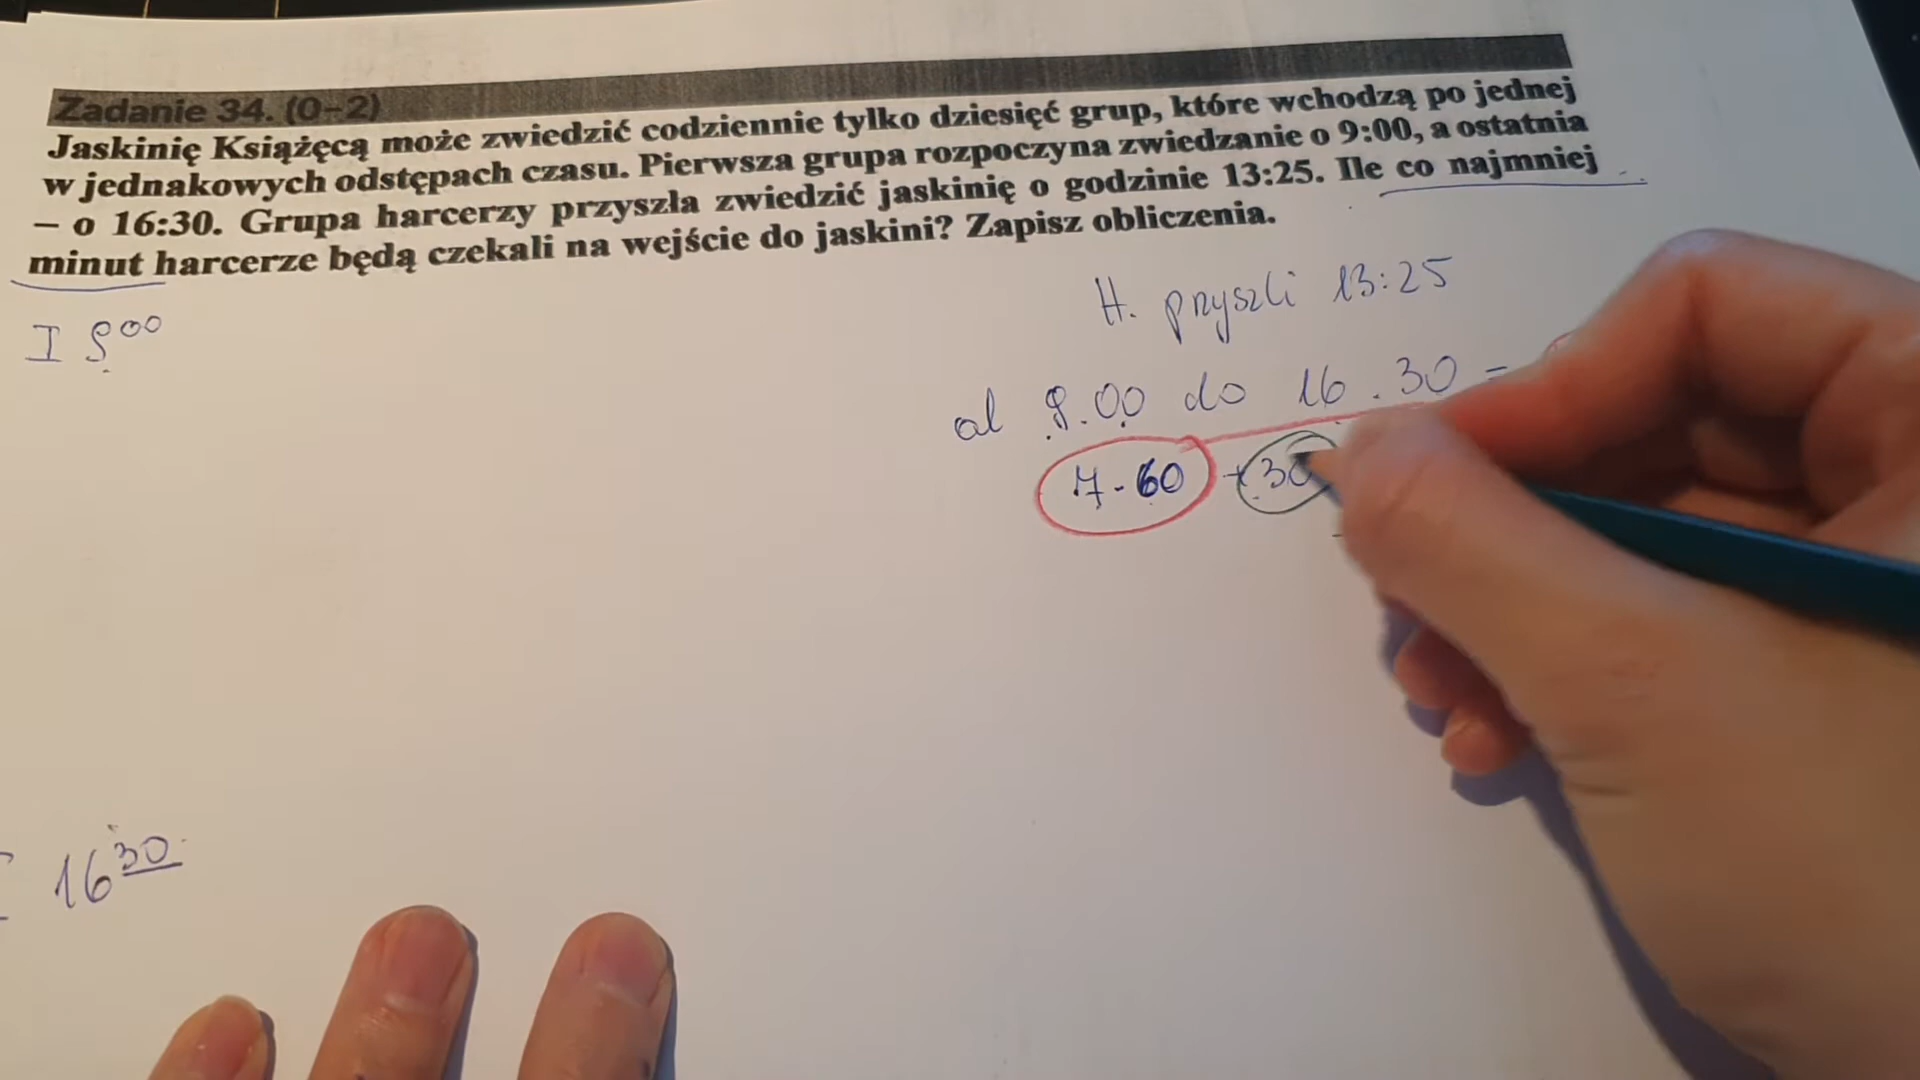 Zadanie 34. (0–2)
Jaskinię Książęcą może zwiedzić codziennie tylko dziesięć grup, które wchodzą po jednej
w jednakowych odstępach czasu. Pierwsza grupa rozpoczyna zwiedzanie o 9:00, a ostatnia
– o 16:30. Grupa harcerzy przyszła zwiedzić jaskinię o godzinie 13:25. Ile co najmniej
minut harcerze będą czekali na wejście do jaskini? Zapisz obliczenia.
H. przyszli 13:25
I 9⁰⁰
od 9.00 do 16.30 =
7·60 + 30
16³⁰